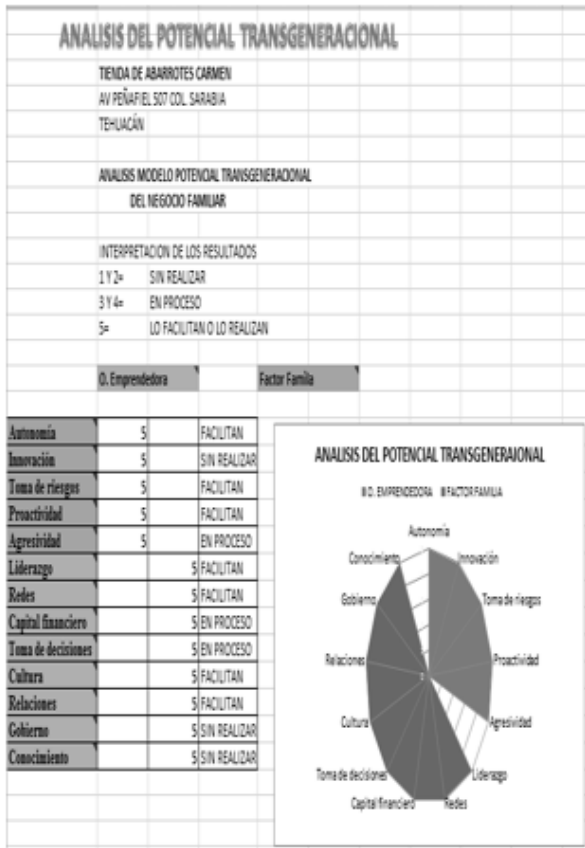 ANALISIS DEL POTENCIAL TRANSGENERACIONAL
TIENDA DE ABARROTES CARMEN
AV PEÑAFIEL 507 COL. SARABIA
TEHUACÁN
ANALISIS MODELO POTENCIAL TRANSGENERACIONAL
DEL NEGOCIO FAMILIAR
INTERPRETACION DE LOS RESULTADOS
1 Y 2= SIN REALIZAR
3 Y 4= EN PROCESO
5= LO FACILITAN O LO REALIZAN
O. Emprendedora Factor Familia
Autonomía 5 FACILITAN
Innovación 5 SIN REALIZAR
Toma de riesgos 5 FACILITAN
Proactividad 5 FACILITAN
Agresividad 5 EN PROCESO
Liderazgo 5 FACILITAN
Redes 5 FACILITAN
Capital financiero 5 EN PROCESO
Toma de decisiones 5 EN PROCESO
Cultura 5 FACILITAN
Relaciones 5 FACILITAN
Gobierno 5 SIN REALIZAR
Conocimiento 5 SIN REALIZAR
ANALISIS DEL POTENCIAL TRANSGENERAIONAL
O. EMPRENDEDORA FACTOR FAMILIA
Autonomía
Innovación
Toma de riesgos
Proactividad
Agresividad
Liderazgo
Redes
Capital financiero
Toma de decisiones
Cultura
Relaciones
Gobierno
Conocimiento